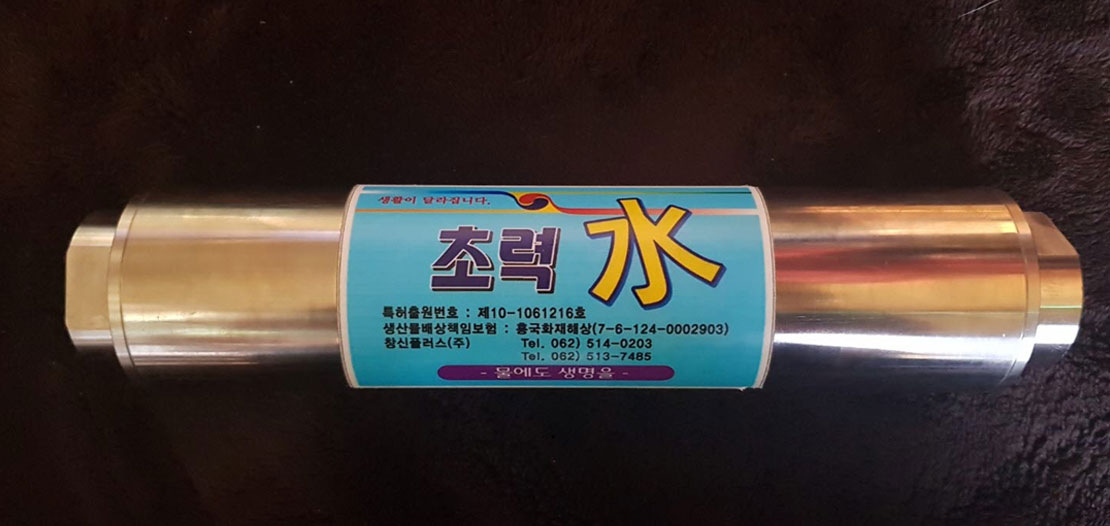 생활이 달라집니다.
초력 水
특허출원번호 : 제10-1061216호
생산물배상책임보험 : 흥국화재해상(7-6-124-0002903)
창신플러스(주) Tel. 062) 514-0203
Tel. 062) 513-7485
- 물에도 생명을 -